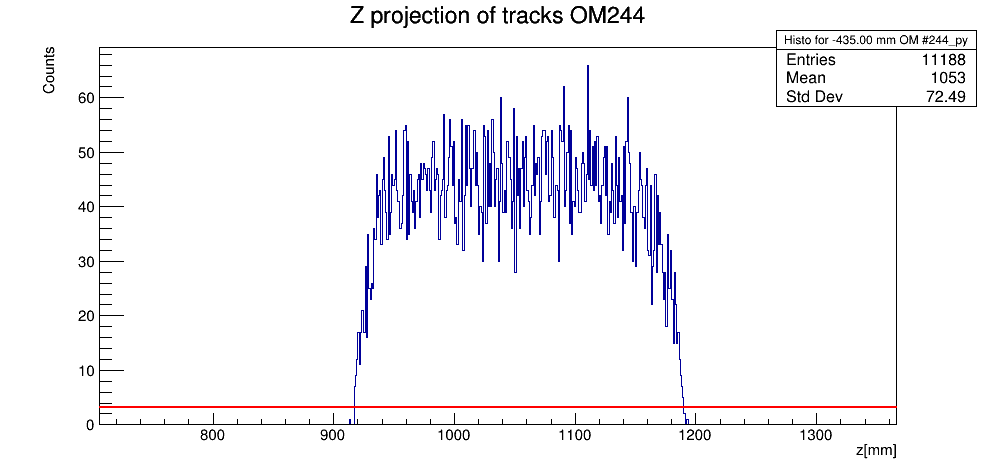 Z projection of tracks OM244
Histo for -435.00 mm OM #244_py
Entries 11188
Mean 1053
Std Dev 72.49
Counts
60
50
40
30
20
10
0
800 900 1000 1100 1200 1300
z[mm]